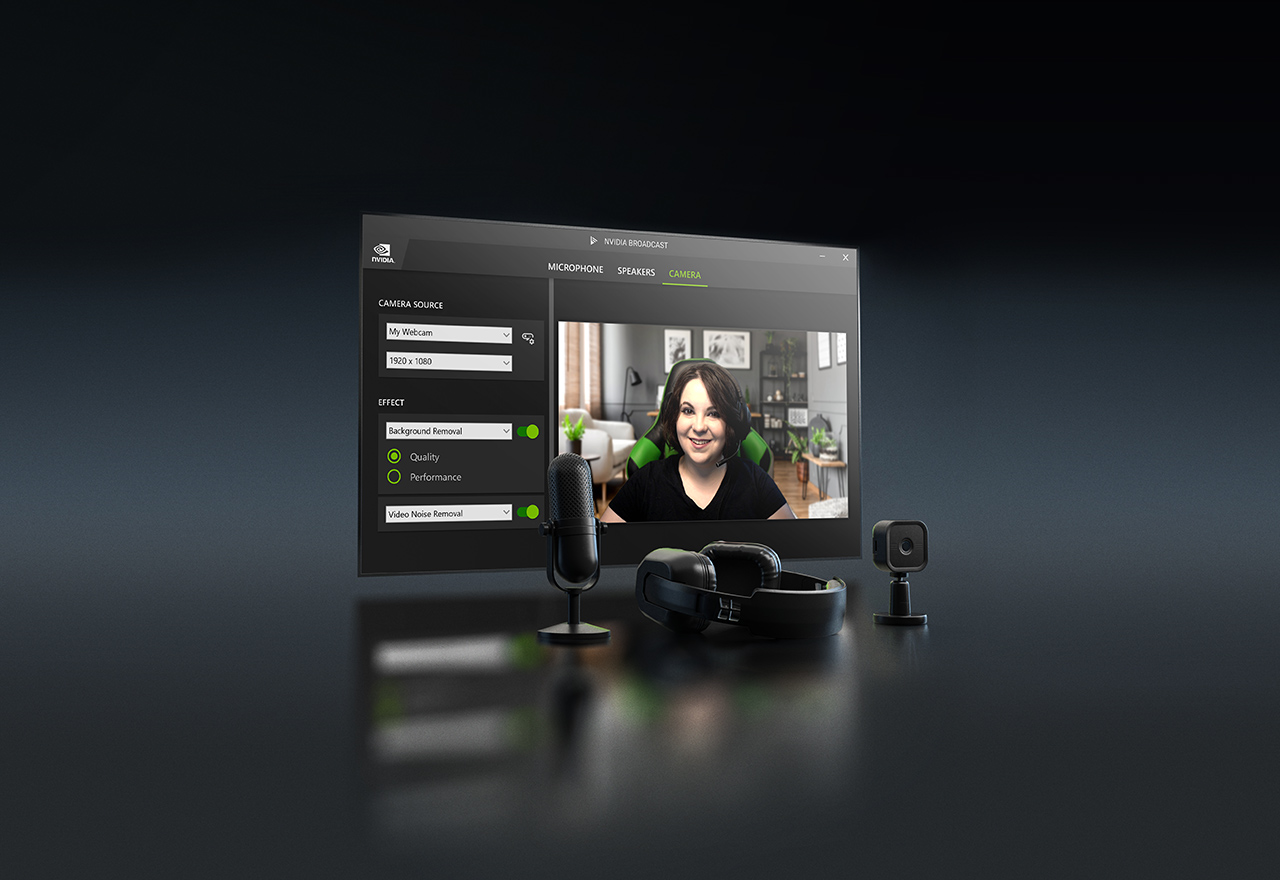 NVIDIA BROADCAST
NVIDIA
MICROPHONE SPEAKERS CAMERA
CAMERA SOURCE
My Webcam
1920 x 1080
EFFECT
Background Removal
Quality
Performance
Video Noise Removal